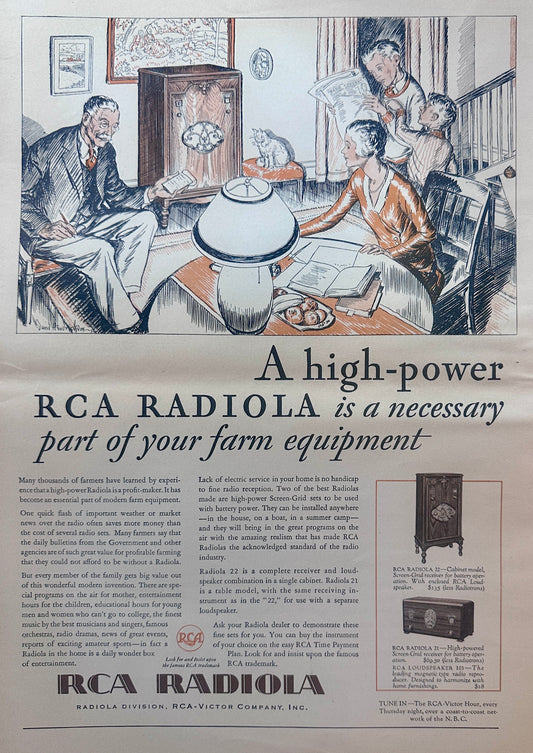 A high-power
RCA RADIOLA is a necessary
part of your farm equipment
Many thousands of farmers have learned by experi-
ence that a high-power Radiola is a profit-maker. It has
become an essential part of modern farm equipment.
One quick flash of important weather or market
news over the radio often saves more money than
the cost of several radio sets. Many farmers say that
the daily bulletins from the Government and other
agencies are of such great value for profitable farming
that they could not afford to be without a Radiola.
But every member of the family gets big value out
of this wonderful modern invention. There are spe-
cial programs on the air for mother, entertainment
hours for the children, educational hours for young
men and women who can't go to college, the finest
music by the best musicians and singers, famous
orchestras, radio dramas, news of great events,
reports of exciting amateur sports—in fact a
Radiola in the home is a daily wonder box
of entertainment.
Lack of electric service in your home is no handicap
to fine radio reception. Two of the best Radiolas
made are high-power Screen-Grid sets to be used
with battery power. They can be installed anywhere
—in the house, on a boat, in a summer camp—
and they will bring in the great programs on the
air with the amazing realism that has made RCA
Radiolas the acknowledged standard of the radio
industry.
Radiola 22 is a complete receiver and loud-
speaker combination in a single cabinet. Radiola 21
is a table model, with the same receiving in-
strument as in the "22," for use with a separate
loudspeaker.
Ask your Radiola dealer to demonstrate these
fine sets for you. You can buy the instrument
of your choice on the easy RCA Time Payment
Plan. Look for and insist upon the famous
RCA trademark.
RCA
Look for and insist upon
the famous RCA trademark
RCA RADIOLA 22—Cabinet model,
Screen-Grid receiver for battery oper-
ation. With enclosed RCA Loud-
speaker. $135 (less Radiotrons)
RCA RADIOLA 21—High-powered
Screen-Grid receiver for battery oper-
ation. $69.50 (less Radiotrons)
RCA LOUDSPEAKER 103—The
leading magnetic type radio repro-
ducer. Designed to harmonize with
home furnishings. $18
RCA RADIOLA
RADIOLA DIVISION, RCA-VICTOR COMPANY, INC.
TUNE IN—The RCA-Victor Hour, every
Thursday night, over a coast-to-coast net-
work of the N. B. C.